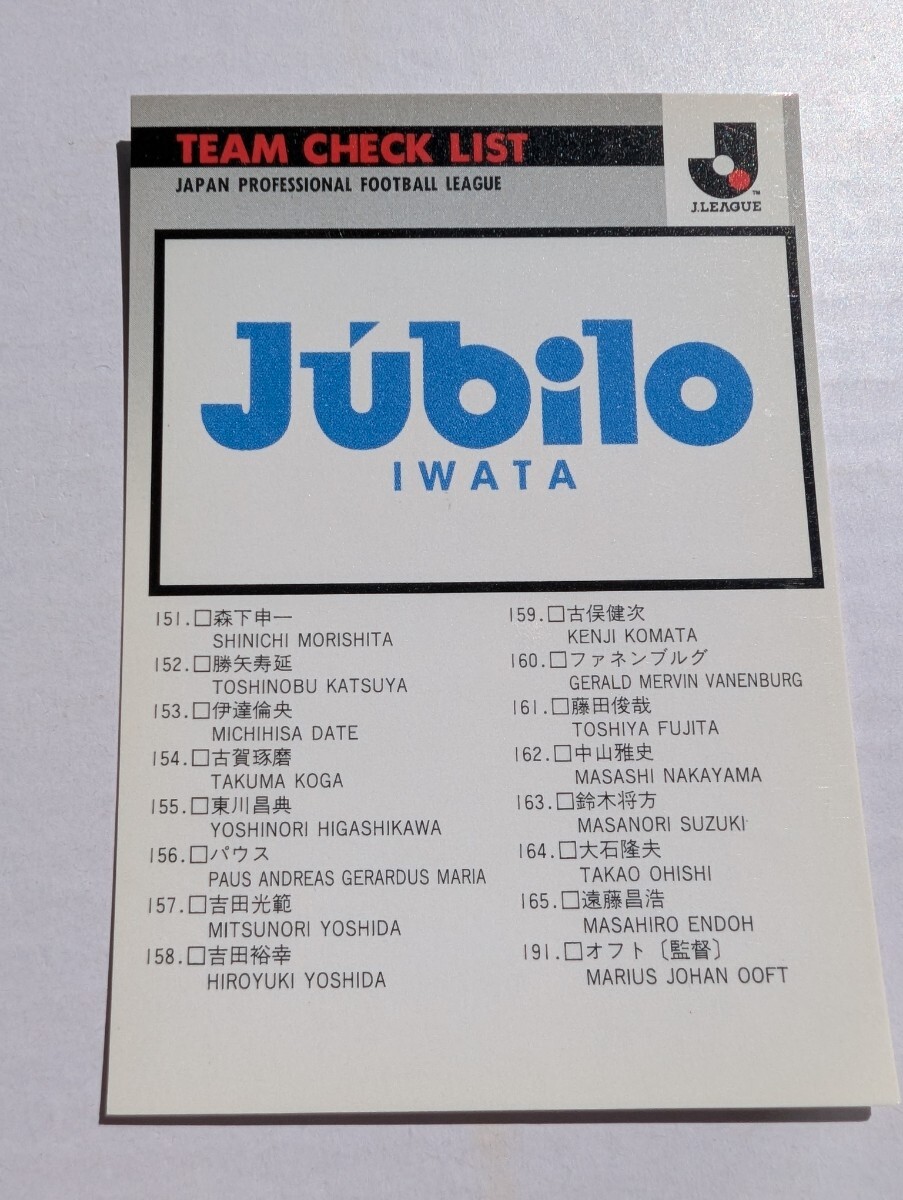 TEAM CHECK LIST
JAPAN PROFESSIONAL FOOTBALL LEAGUE
J.LEAGUE™
Júbilo
IWATA
151.□森下申一
SHINICHI MORISHITA
152.□勝矢寿延
TOSHINOBU KATSUYA
153.□伊達倫央
MICHIHISA DATE
154.□古賀琢磨
TAKUMA KOGA
155.□東川昌典
YOSHINORI HIGASHIKAWA
156.□パウス
PAUS ANDREAS GERARDUS MARIA
157.□吉田光範
MITSUNORI YOSHIDA
158.□吉田裕幸
HIROYUKI YOSHIDA
159.□古俣健次
KENJI KOMATA
160.□ファネンブルグ
GERALD MERVIN VANENBURG
161.□藤田俊哉
TOSHIYA FUJITA
162.□中山雅史
MASASHI NAKAYAMA
163.□鈴木将方
MASANORI SUZUKI
164.□大石隆夫
TAKAO OHISHI
165.□遠藤昌浩
MASAHIRO ENDOH
191.□オフト〔監督〕
MARIUS JOHAN OOFT